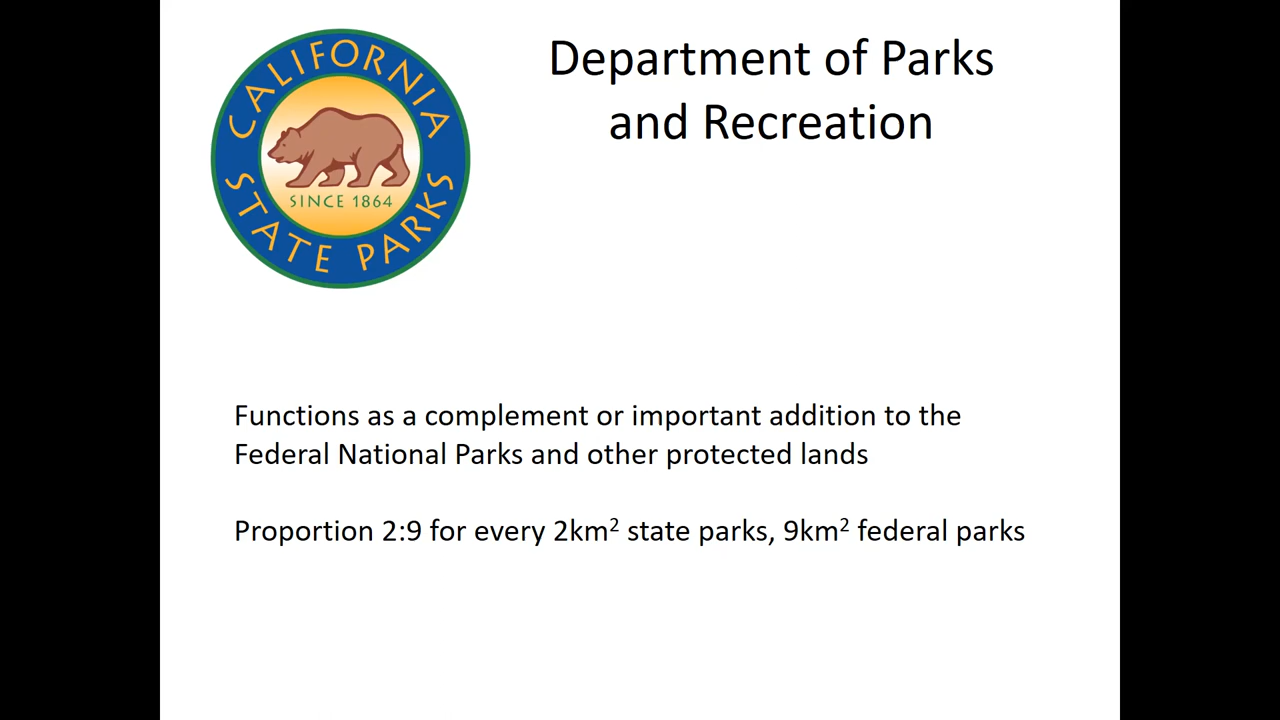 CALIFORNIA
STATE PARKS
SINCE 1864
Department of Parks
and Recreation
Functions as a complement or important addition to the
Federal National Parks and other protected lands
Proportion 2:9 for every 2km² state parks, 9km² federal parks